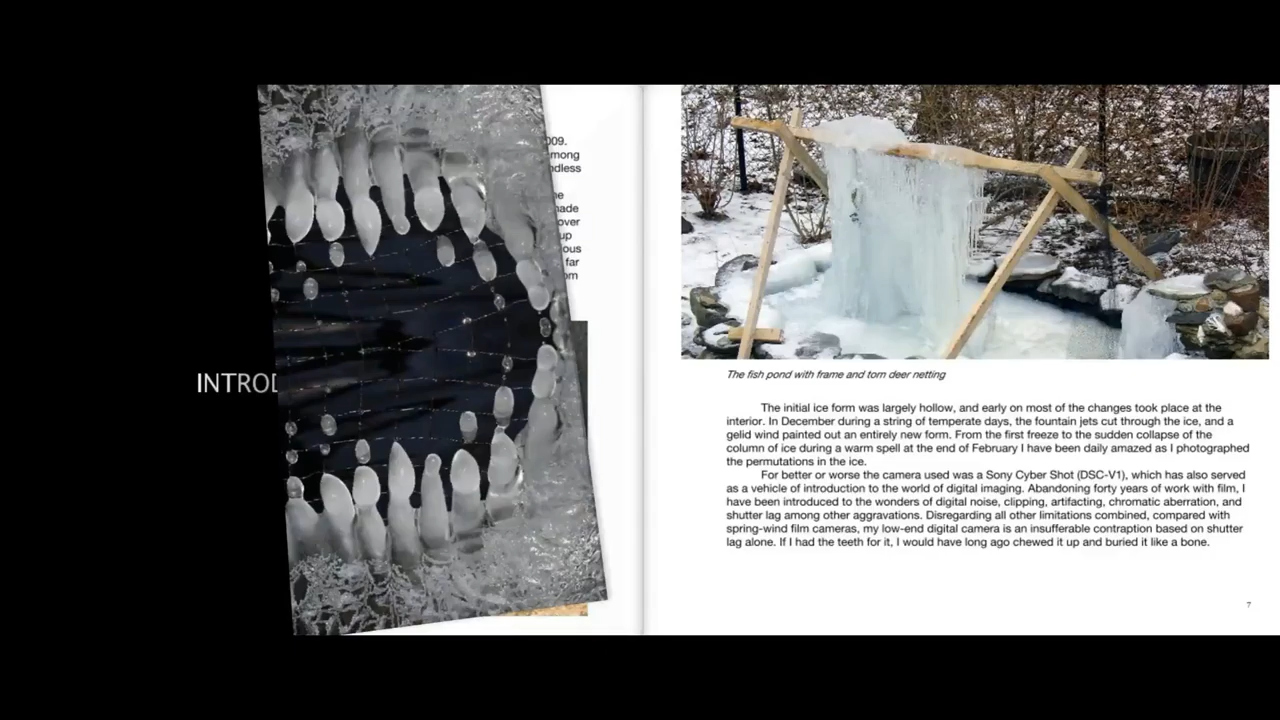 009.
among
endless
the
made
over
up
ous
far
om
INTROD
The fish pond with frame and torn deer netting
The initial ice form was largely hollow, and early on most of the changes took place at the
interior. In December during a string of temperate days, the fountain jets cut through the ice, and a
gelid wind painted out an entirely new form. From the first freeze to the sudden collapse of the
column of ice during a warm spell at the end of February I have been daily amazed as I photographed
the permutations in the ice.
For better or worse the camera used was a Sony Cyber Shot (DSC-V1), which has also served
as a vehicle of introduction to the world of digital imaging. Abandoning forty years of work with film, I
have been introduced to the wonders of digital noise, clipping, artifacting, chromatic aberration, and
shutter lag among other aggravations. Disregarding all other limitations combined, compared with
spring-wind film cameras, my low-end digital camera is an insufferable contraption based on shutter
lag alone. If I had the teeth for it, I would have long ago chewed it up and buried it like a bone.
7